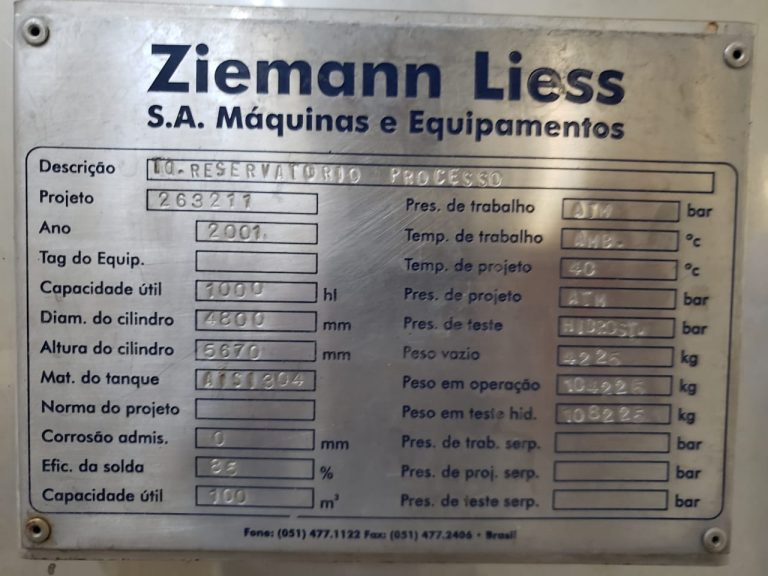 Ziemann Liess
S.A. Máquinas e Equipamentos
Descrição TQ.RESERVATORIO PROCESSO
Projeto 263211
Ano 2001
Tag do Equip.
Capacidade útil 1000 hl
Diam. do cilindro 4800 mm
Altura do cilindro 5670 mm
Mat. do tanque AISI304
Norma do projeto
Corrosão admis. 0 mm
Efic. da solda 85 %
Capacidade útil 100 m³
Pres. de trabalho ATM bar
Temp. de trabalho AMB. °c
Temp. de projeto 40 °c
Pres. de projeto ATM bar
Pres. de teste HIDROST. bar
Peso vazio 4225 kg
Peso em operação 104225 kg
Peso em teste hid. 108225 kg
Pres. de trab. serp. bar
Pres. de proj. serp. bar
Pres. de teste serp. bar
Fone: (051) 477.1122 Fax: (051) 477.2406 • Brasil